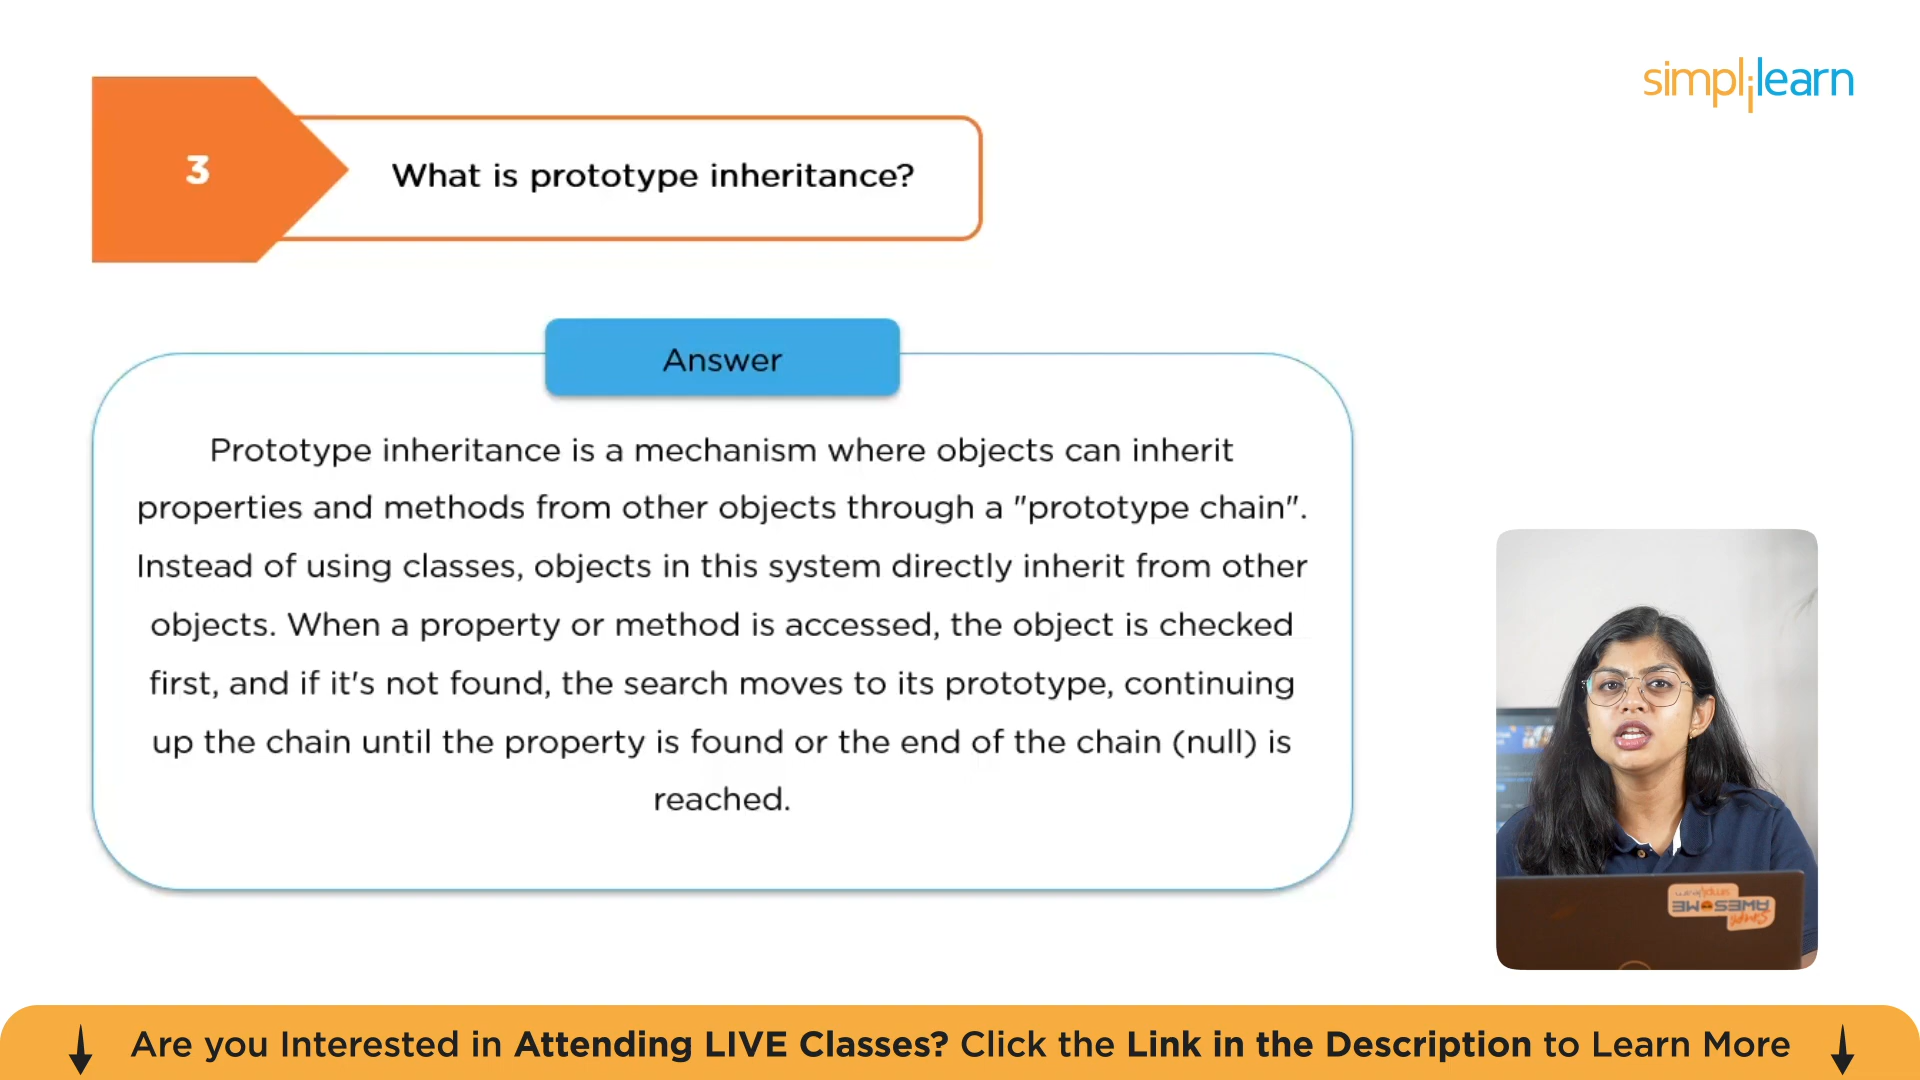 simplilearn
3
What is prototype inheritance?
Answer
Prototype inheritance is a mechanism where objects can inherit
properties and methods from other objects through a "prototype chain".
Instead of using classes, objects in this system directly inherit from other
objects. When a property or method is accessed, the object is checked
first, and if it's not found, the search moves to its prototype, continuing
up the chain until the property is found or the end of the chain (null) is
reached.
simplilearn
AWESOME
Are you Interested in Attending LIVE Classes? Click the Link in the Description to Learn More